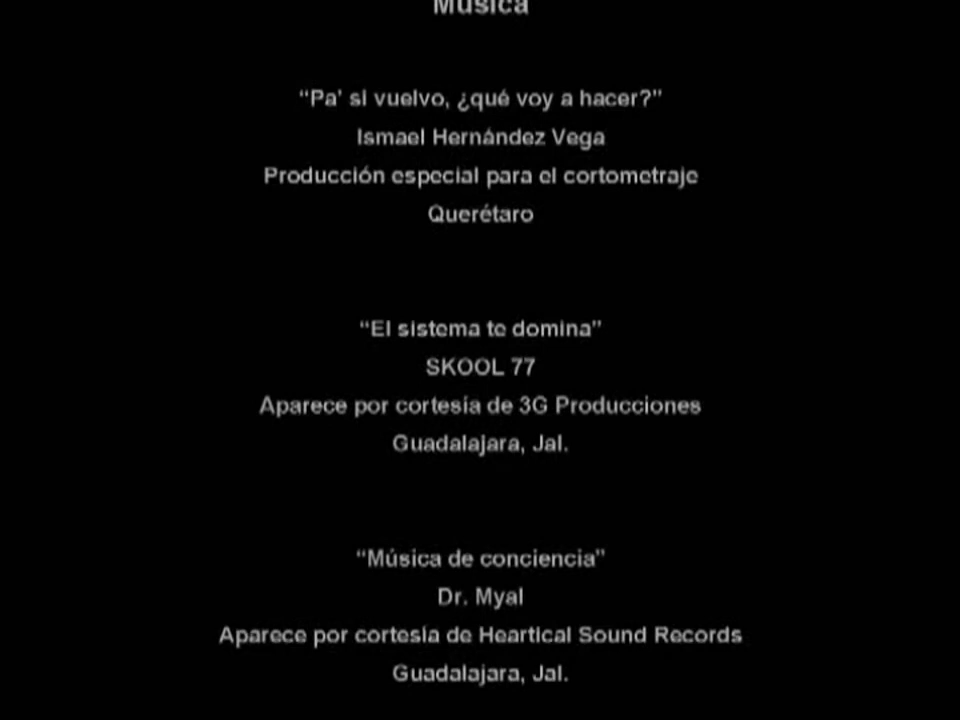 Música
“Pa’ si vuelvo, ¿qué voy a hacer?”
Ismael Hernández Vega
Producción especial para el cortometraje
Querétaro
“El sistema te domina”
SKOOL 77
Aparece por cortesía de 3G Producciones
Guadalajara, Jal.
“Música de conciencia”
Dr. Myal
Aparece por cortesía de Heartical Sound Records
Guadalajara, Jal.